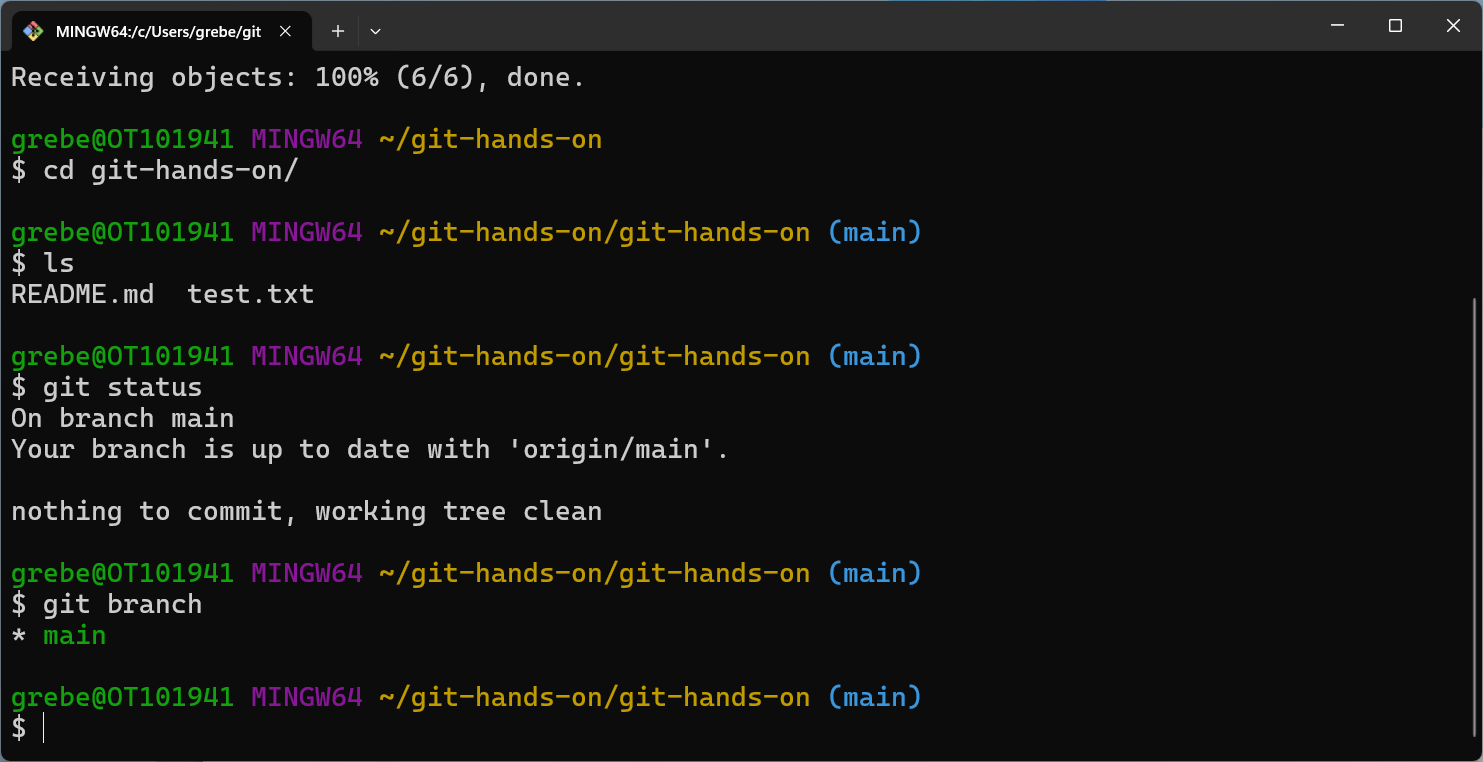 MINGW64:/c/Users/grebe/git
Receiving objects: 100% (6/6), done.
grebe@OT101941 MINGW64 ~/git-hands-on
$ cd git-hands-on/
grebe@OT101941 MINGW64 ~/git-hands-on/git-hands-on (main)
$ ls
README.md  test.txt
grebe@OT101941 MINGW64 ~/git-hands-on/git-hands-on (main)
$ git status
On branch main
Your branch is up to date with 'origin/main'.
nothing to commit, working tree clean
grebe@OT101941 MINGW64 ~/git-hands-on/git-hands-on (main)
$ git branch
* main
grebe@OT101941 MINGW64 ~/git-hands-on/git-hands-on (main)
$